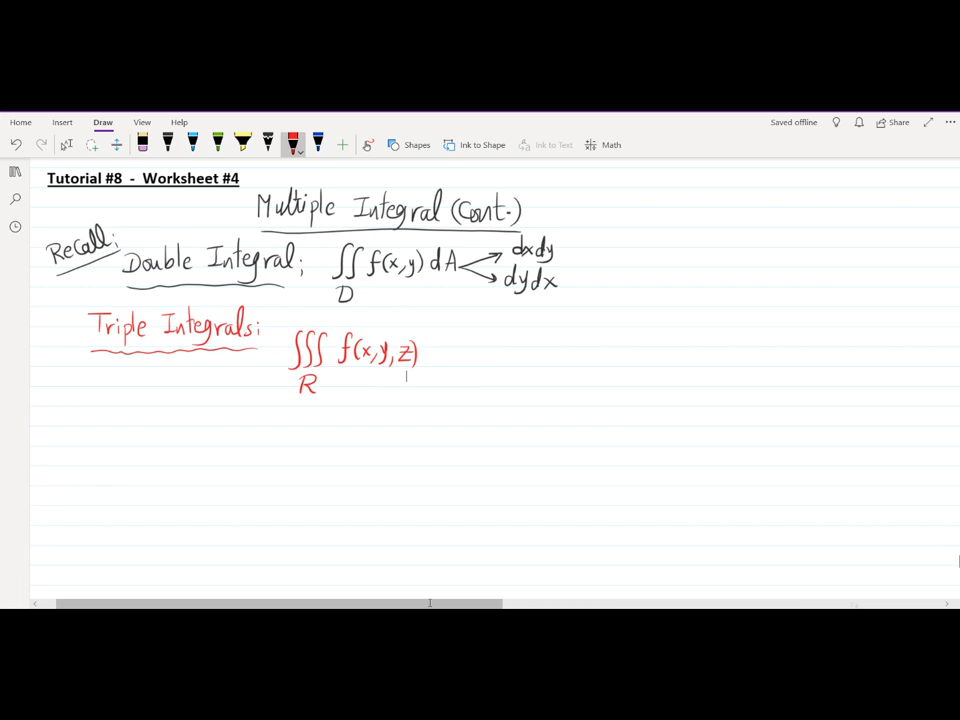 Home Insert Draw View Help Saved offline Share
Shapes Ink to Shape Ink to Text Math
Tutorial #8 - Worksheet #4
Multiple Integral (Cont.)
Recall:
Double Integral; ∬ f(x,y) dA dxdy
D dydx
Triple Integrals: ∭ f(x,y,z)
R